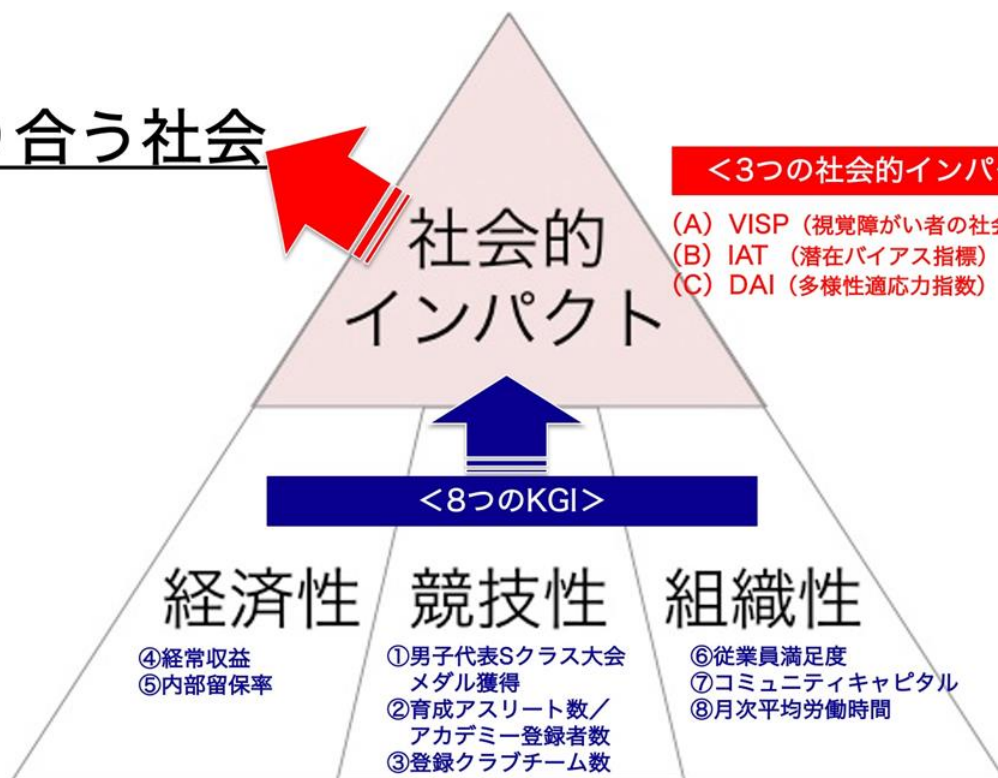 合う社会
＜3つの社会的インパ
社会的
インパクト
（A）VISP（視覚障がい者の社会
（B）IAT （潜在バイアス指標）
（C）DAI（多様性適応力指数）
＜8つのKGI＞
経済性
④経常収益
⑤内部留保率
競技性
①男子代表Sクラス大会
メダル獲得
②育成アスリート数／
アカデミー登録者数
③登録クラブチーム数
組織性
⑥従業員満足度
⑦コミュニティキャピタル
⑧月次平均労働時間